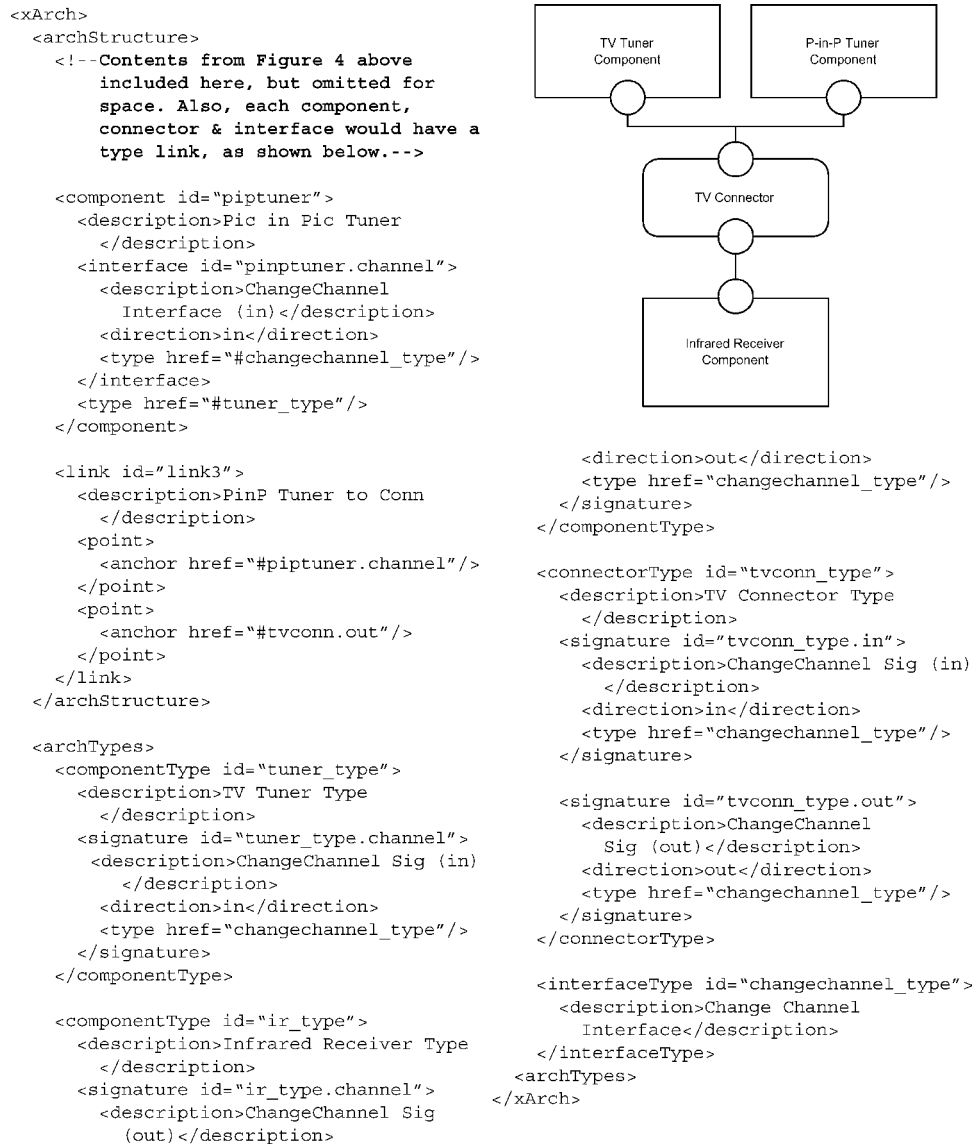 <xArch>
<archStructure>
<!--Contents from Figure 4 above
included here, but omitted for
space. Also, each component,
connector & interface would have a
type link, as shown below.-->
<component id="piptuner">
<description>Pic in Pic Tuner
</description>
<interface id="pinptuner.channel">
<description>ChangeChannel
Interface (in)</description>
<direction>in</direction>
<type href="#changechannel_type"/>
</interface>
<type href="#tuner_type"/>
</component>
<link id="link3">
<description>PinP Tuner to Conn
</description>
<point>
<anchor href="#piptuner.channel"/>
</point>
<point>
<anchor href="#tvconn.out"/>
</point>
</link>
</archStructure>
<archTypes>
<componentType id="tuner_type">
<description>TV Tuner Type
</description>
<signature id="tuner_type.channel">
<description>ChangeChannel Sig (in)
</description>
<direction>in</direction>
<type href="changechannel_type"/>
</signature>
</componentType>
<componentType id="ir_type">
<description>Infrared Receiver Type
</description>
<signature id="ir_type.channel">
<description>ChangeChannel Sig
(out)</description>
TV Tuner
Component
P-in-P Tuner
Component
TV Connector
Infrared Receiver
Component
<direction>out</direction>
<type href="changechannel_type"/>
</signature>
</componentType>
<connectorType id="tvconn_type">
<description>TV Connector Type
</description>
<signature id="tvconn_type.in">
<description>ChangeChannel Sig (in)
</description>
<direction>in</direction>
<type href="changechannel_type"/>
</signature>
<signature id="tvconn_type.out">
<description>ChangeChannel
Sig (out)</description>
<direction>out</direction>
<type href="changechannel_type"/>
</signature>
</connectorType>
<interfaceType id="changechannel_type">
<description>Change Channel
Interface</description>
</interfaceType>
<archTypes>
</xArch>